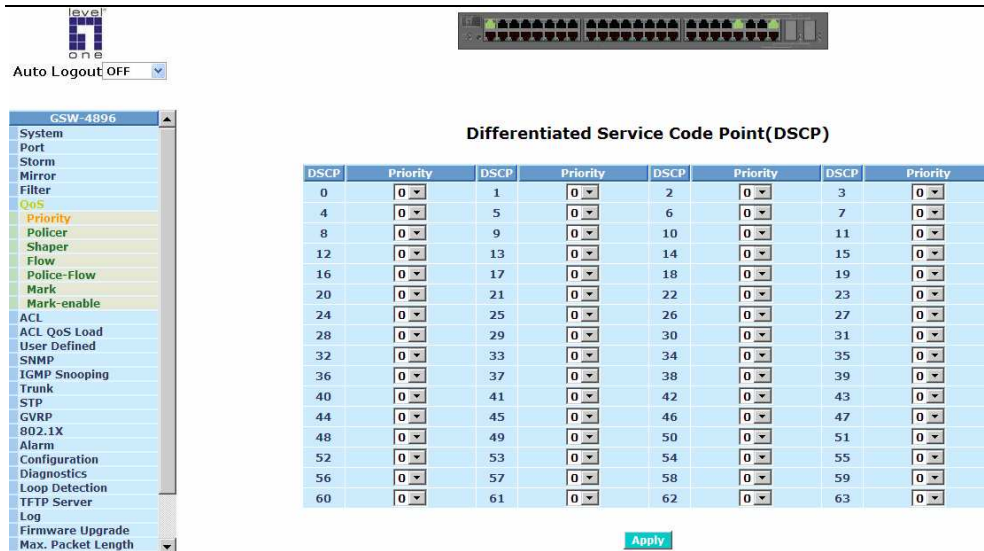 level
one
Auto Logout OFF
GSW-4896
System
Port
Storm
Mirror
Filter
QoS
Priority
Policer
Shaper
Flow
Police-Flow
Mark
Mark-enable
ACL
ACL QoS Load
User Defined
SNMP
IGMP Snooping
Trunk
STP
GVRP
802.1X
Alarm
Configuration
Diagnostics
Loop Detection
TFTP Server
Log
Firmware Upgrade
Max. Packet Length
Differentiated Service Code Point(DSCP)
DSCP Priority DSCP Priority DSCP Priority DSCP Priority
0 0 1 0 2 0 3 0
4 0 5 0 6 0 7 0
8 0 9 0 10 0 11 0
12 0 13 0 14 0 15 0
16 0 17 0 18 0 19 0
20 0 21 0 22 0 23 0
24 0 25 0 26 0 27 0
28 0 29 0 30 0 31 0
32 0 33 0 34 0 35 0
36 0 37 0 38 0 39 0
40 0 41 0 42 0 43 0
44 0 45 0 46 0 47 0
48 0 49 0 50 0 51 0
52 0 53 0 54 0 55 0
56 0 57 0 58 0 59 0
60 0 61 0 62 0 63 0
Apply